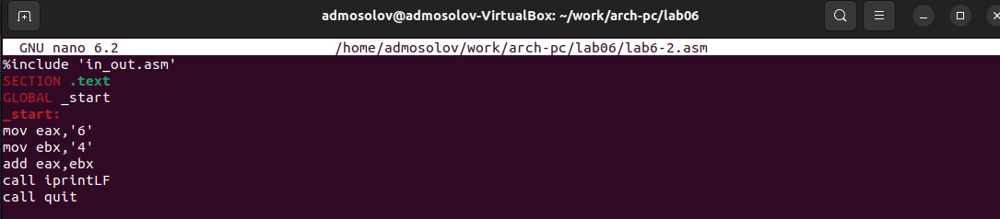 admosolov@admosolov-VirtualBox: ~/work/arch-pc/lab06
GNU nano 6.2 /home/admosolov/work/arch-pc/lab06/lab6-2.asm
%include 'in_out.asm'
SECTION .text
GLOBAL _start
_start:
mov eax,'6'
mov ebx,'4'
add eax,ebx
call iprintLF
call quit